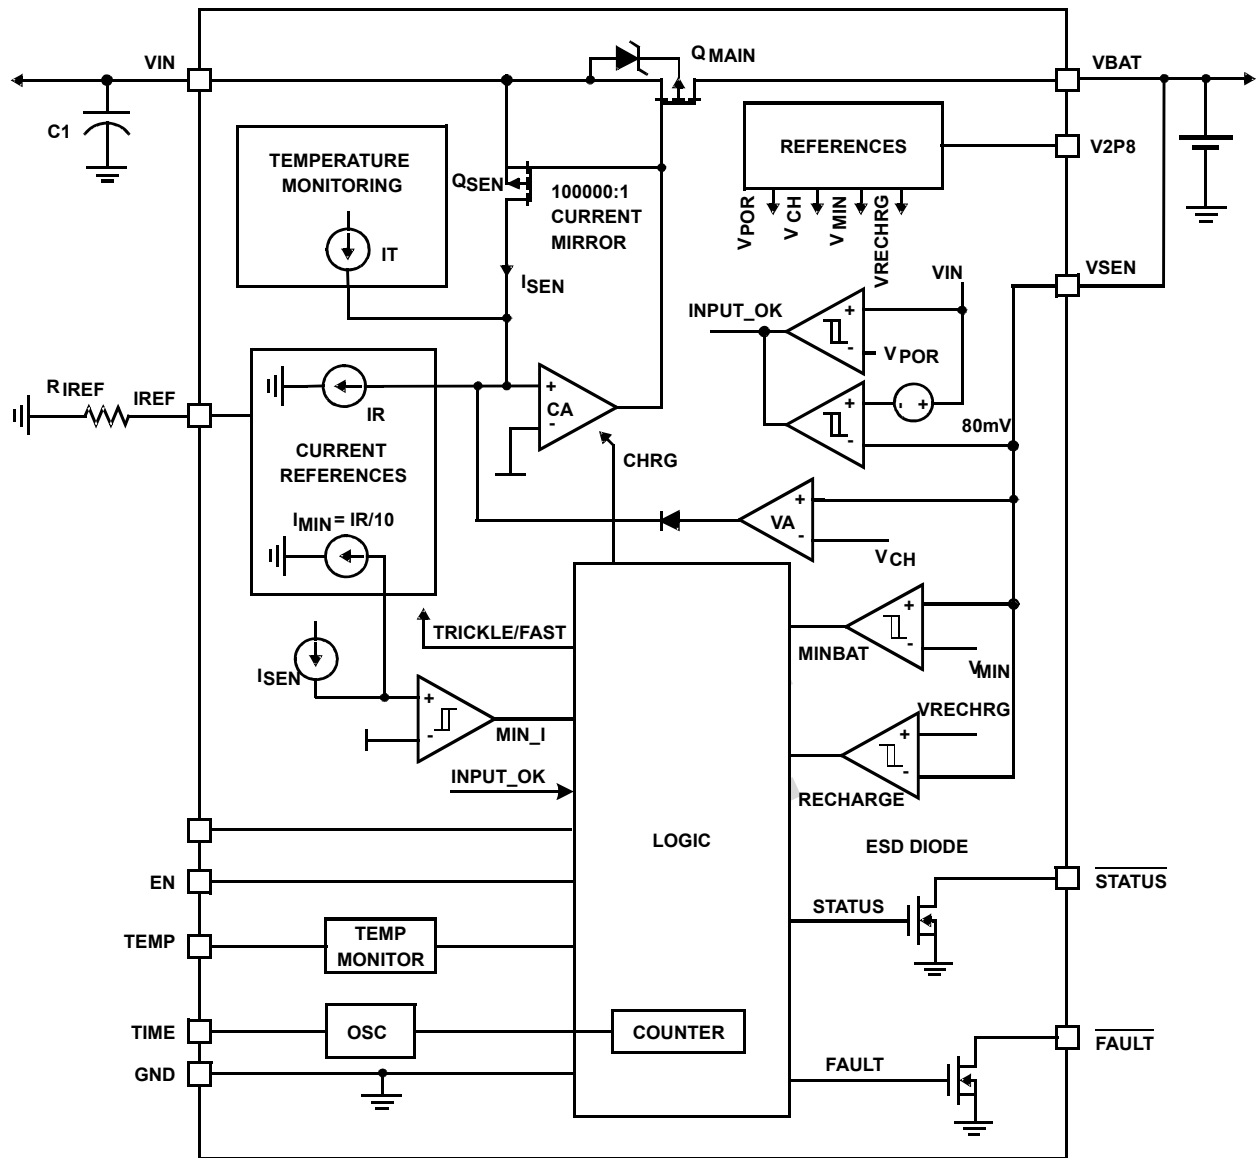 VIN
QMAIN
VBAT
C1
TEMPERATURE
MONITORING
QSEN
100000:1
CURRENT
MIRROR
REFERENCES
V2P8
VPOR
VCH
VMIN
VRECHRG
IT
ISEN
VIN
VSEN
INPUT_OK
+
-
VPOR
RIREF
IREF
IR
+
CA
-
+
-
- +
80mV
CURRENT
REFERENCES
CHRG
IMIN = IR/10
+
VA
-
VCH
TRICKLE/FAST
+
-
MINBAT
VMIN
ISEN
+
-
MIN_I
VRECHRG
+
-
INPUT_OK
RECHARGE
LOGIC
ESD DIODE
EN
STATUS
STATUS
TEMP
TEMP
MONITOR
TIME
OSC
COUNTER
FAULT
GND
FAULT